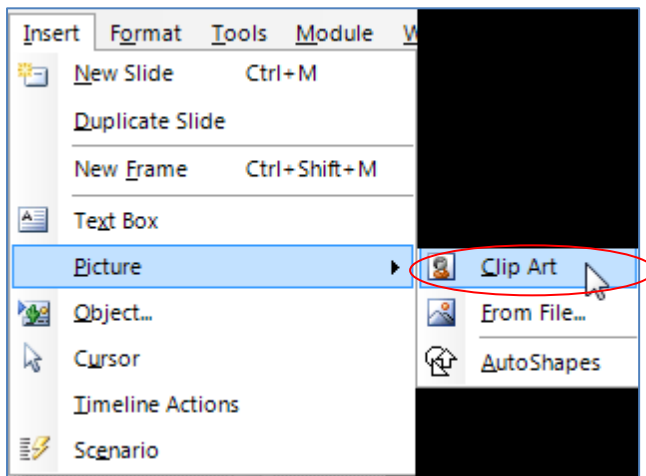 Insert Format Tools Module W
New Slide Ctrl+M
Duplicate Slide
New Frame Ctrl+Shift+M
Text Box
Picture
Clip Art
Object...
From File...
Cursor
AutoShapes
Timeline Actions
Scenario